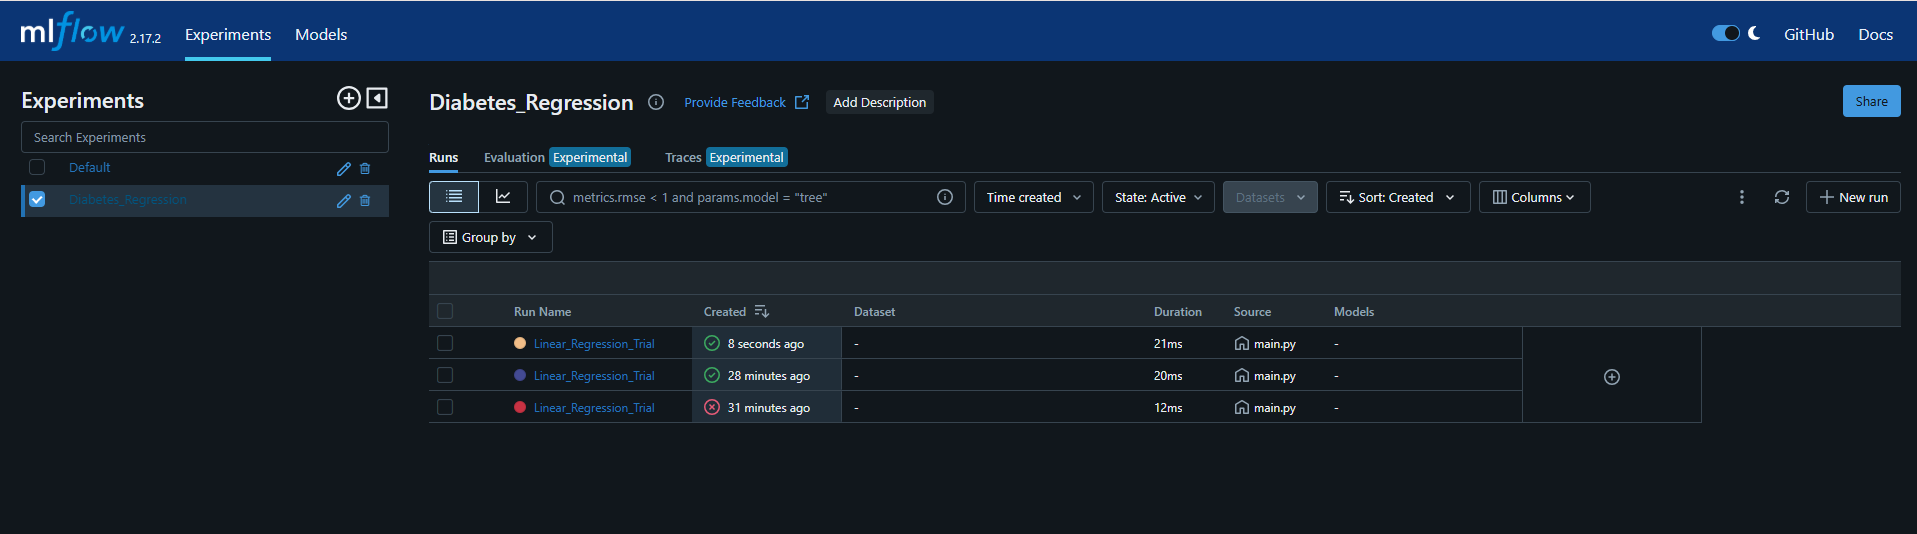 mlflow 2.17.2 Experiments Models GitHub Docs
Experiments
Search Experiments
Default
Diabetes_Regression
Diabetes_Regression Provide Feedback Add Description Share
Runs Evaluation Experimental Traces Experimental
metrics.rmse < 1 and params.model = "tree" Time created State: Active Datasets Sort: Created Columns New run
Group by
Run Name Created Dataset Duration Source Models
Linear_Regression_Trial 8 seconds ago - 21ms main.py -
Linear_Regression_Trial 28 minutes ago - 20ms main.py -
Linear_Regression_Trial 31 minutes ago - 12ms main.py -